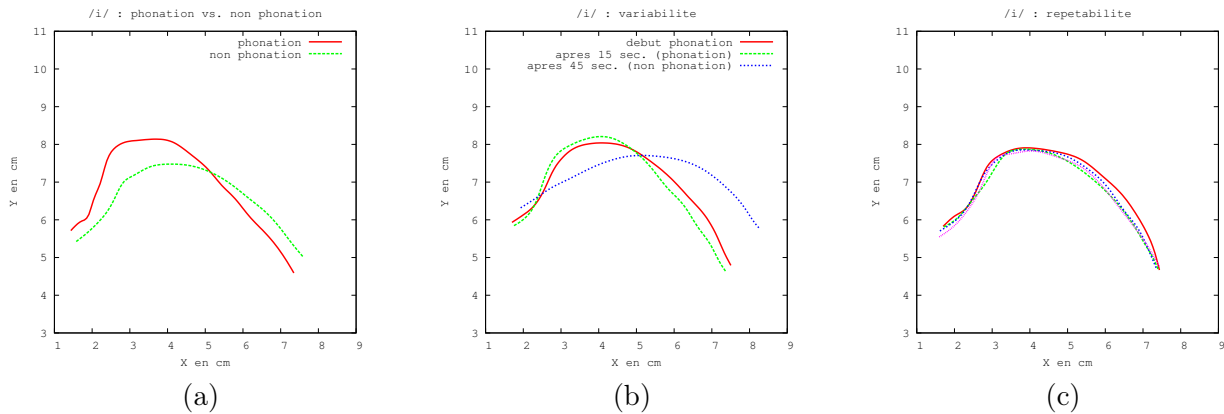 /i/ : phonation vs. non phonation
phonation
non phonation
Y en cm
11
10
9
8
7
6
5
4
3
1 2 3 4 5 6 7 8 9
X en cm
(a)
/i/ : variabilite
debut phonation
apres 15 sec. (phonation)
apres 45 sec. (non phonation)
Y en cm
11
10
9
8
7
6
5
4
3
1 2 3 4 5 6 7 8 9
X en cm
(b)
/i/ : repetabilite
Y en cm
11
10
9
8
7
6
5
4
3
1 2 3 4 5 6 7 8 9
X en cm
(c)